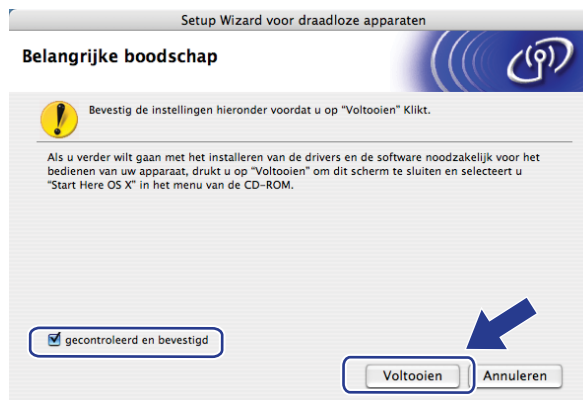 Setup Wizard voor draadloze apparaten
Belangrijke boodschap
Bevestig de instellingen hieronder voordat u op "Voltooien" Klikt.
Als u verder wilt gaan met het installeren van de drivers en de software noodzakelijk voor het
bedienen van uw apparaat, drukt u op "Voltooien" om dit scherm te sluiten en selecteert u
"Start Here OS X" in het menu van de CD-ROM.
gecontroleerd en bevestigd
Voltooien
Annuleren